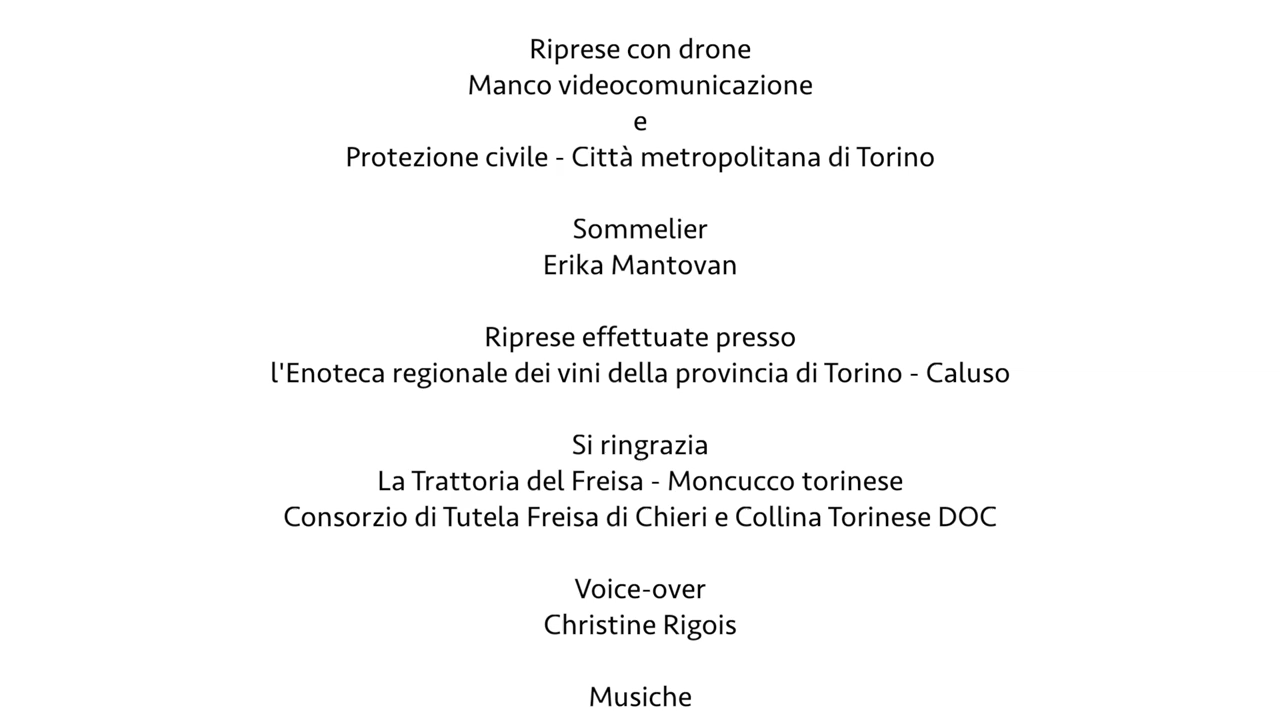 Riprese con drone
Manco videocomunicazione
e
Protezione civile - Città metropolitana di Torino
Sommelier
Erika Mantovan
Riprese effettuate presso
l'Enoteca regionale dei vini della provincia di Torino - Caluso
Si ringrazia
La Trattoria del Freisa - Moncucco torinese
Consorzio di Tutela Freisa di Chieri e Collina Torinese DOC
Voice-over
Christine Rigois
Musiche